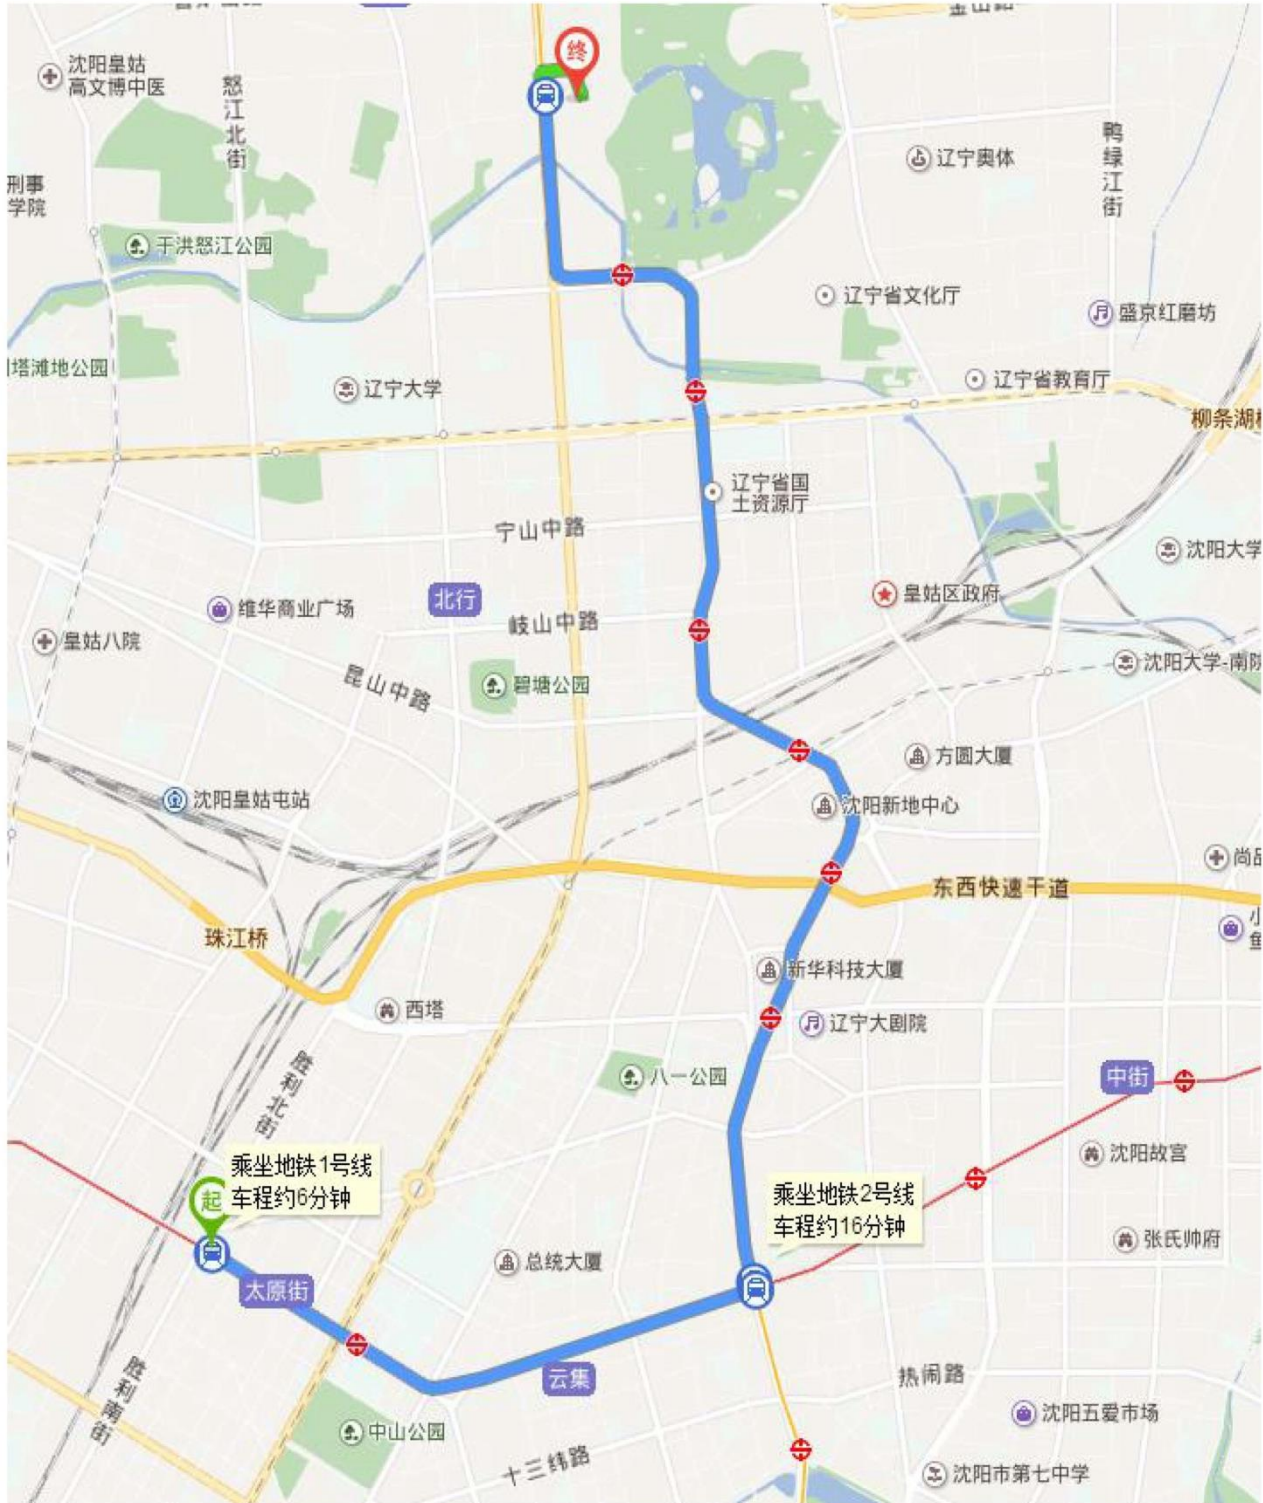 终
沈阳皇姑
高文博中医
怒江北街
刑事
学院
辽宁奥体
鸭绿江街
于洪怒江公园
辽宁省文化厅
盛京红磨坊
塔滩地公园
辽宁大学
辽宁省教育厅
柳条湖
辽宁省国
土资源厅
宁山中路
沈阳大学
北行
皇姑区政府
维华商业广场
岐山中路
皇姑八院
沈阳大学-南院
昆山中路
碧塘公园
方圆大厦
沈阳皇姑屯站
沈阳新地中心
尚品
东西快速干道
珠江桥
新华科技大厦
西塔
辽宁大剧院
胜利北街
八一公园
中街
乘坐地铁1号线
车程约6分钟
沈阳故宫
起
乘坐地铁2号线
车程约16分钟
张氏帅府
总统大厦
太原街
云集
热闹路
胜利南街
中山公园
沈阳五爱市场
十三纬路
沈阳市第七中学